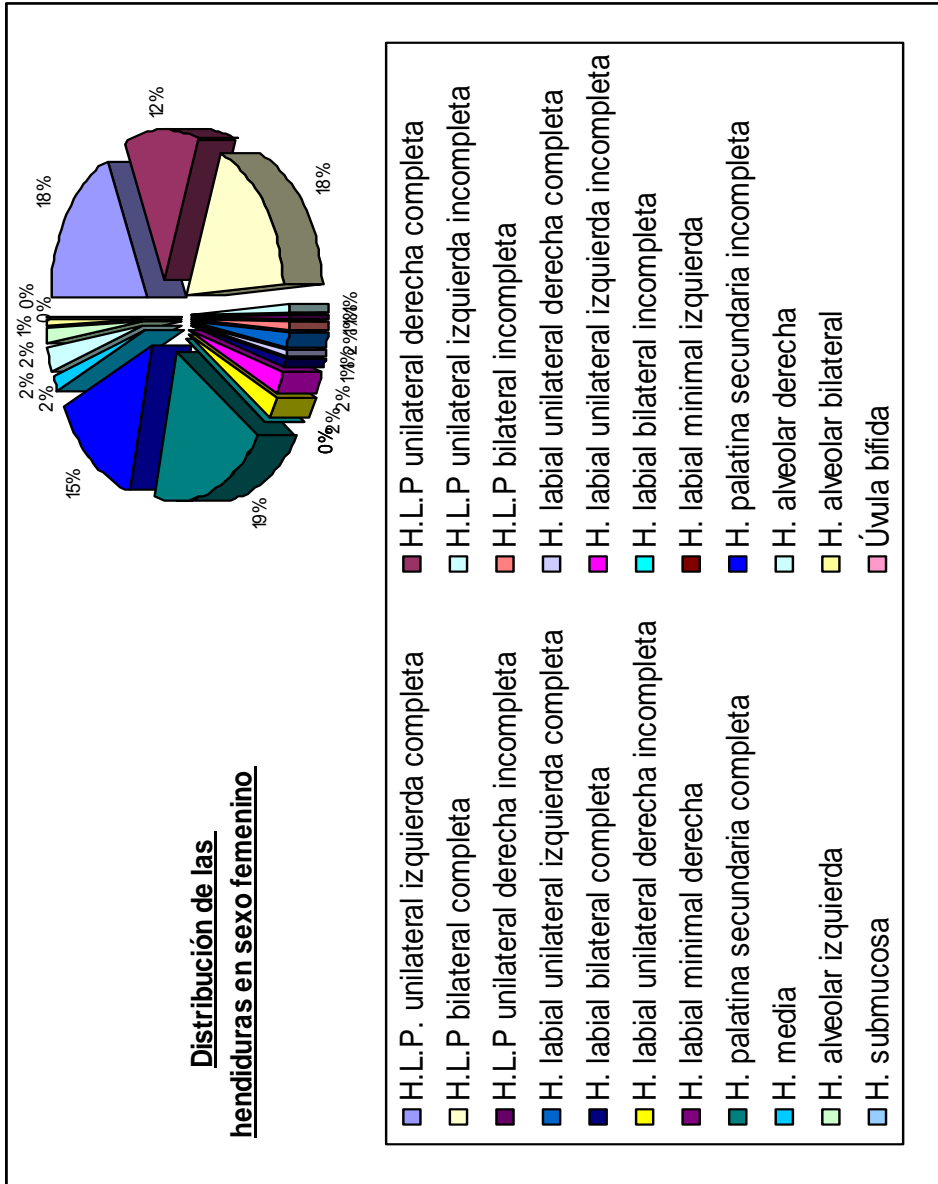 Distribución de las
hendiduras en sexo femenino
18%
12%
18%
2%
1%
2%
2%
0%
19%
15%
2%
2%
2%
1%
0%
0%
H.L.P. unilateral izquierda completa
H.L.P unilateral derecha completa
H.L.P bilateral completa
H.L.P unilateral izquierda incompleta
H.L.P unilateral derecha incompleta
H.L.P bilateral incompleta
H. labial unilateral izquierda completa
H. labial unilateral derecha completa
H. labial bilateral completa
H. labial unilateral izquierda incompleta
H. labial unilateral derecha incompleta
H. labial bilateral incompleta
H. labial minimal derecha
H. labial minimal izquierda
H. palatina secundaria completa
H. palatina secundaria incompleta
H. media
H. alveolar derecha
H. alveolar izquierda
H. alveolar bilateral
H. submucosa
Úvula bífida